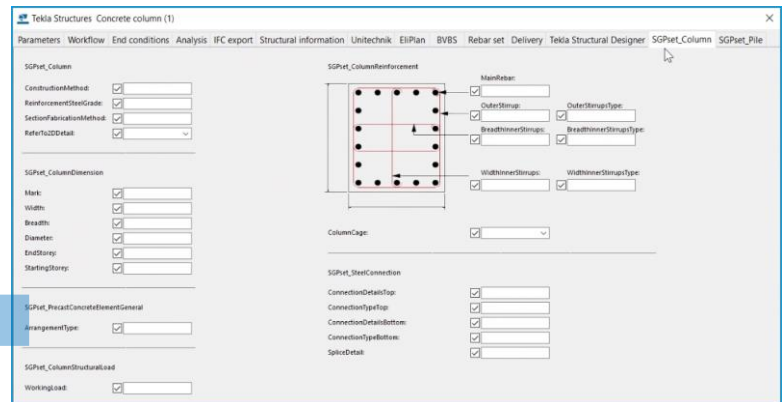 Tekla Structures Concrete column (1)
Parameters Workflow End conditions Analysis IFC export Structural information Unitechnik EliPlan BVBS Rebar set Delivery Tekla Structural Designer SGPset_Column SGPset_Pile
SGPset_Column
ConstructionMethod:
ReinforcementSteelGrade:
SectionFabricationMethod:
ReferTo2DDetail:
SGPset_ColumnDimension
Mark:
Width:
Breadth:
Diameter:
EndStorey:
StartingStorey:
SGPset_PrecastConcreteElementGeneral
ArrangementType:
SGPset_ColumnStructuralLoad
WorkingLoad:
SGPset_ColumnReinforcement
MainRebar:
OuterStirrup: OuterStirrupsType:
BreadthInnerStirrups: BreadthInnerStirrupsType:
WidthInnerStirrups: WidthInnerStirrupsType:
ColumnCage:
SGPset_SteelConnection
ConnectionDetailsTop:
ConnectionTypeTop:
ConnectionDetailsBottom:
ConnectionTypeBottom:
SpliceDetail: